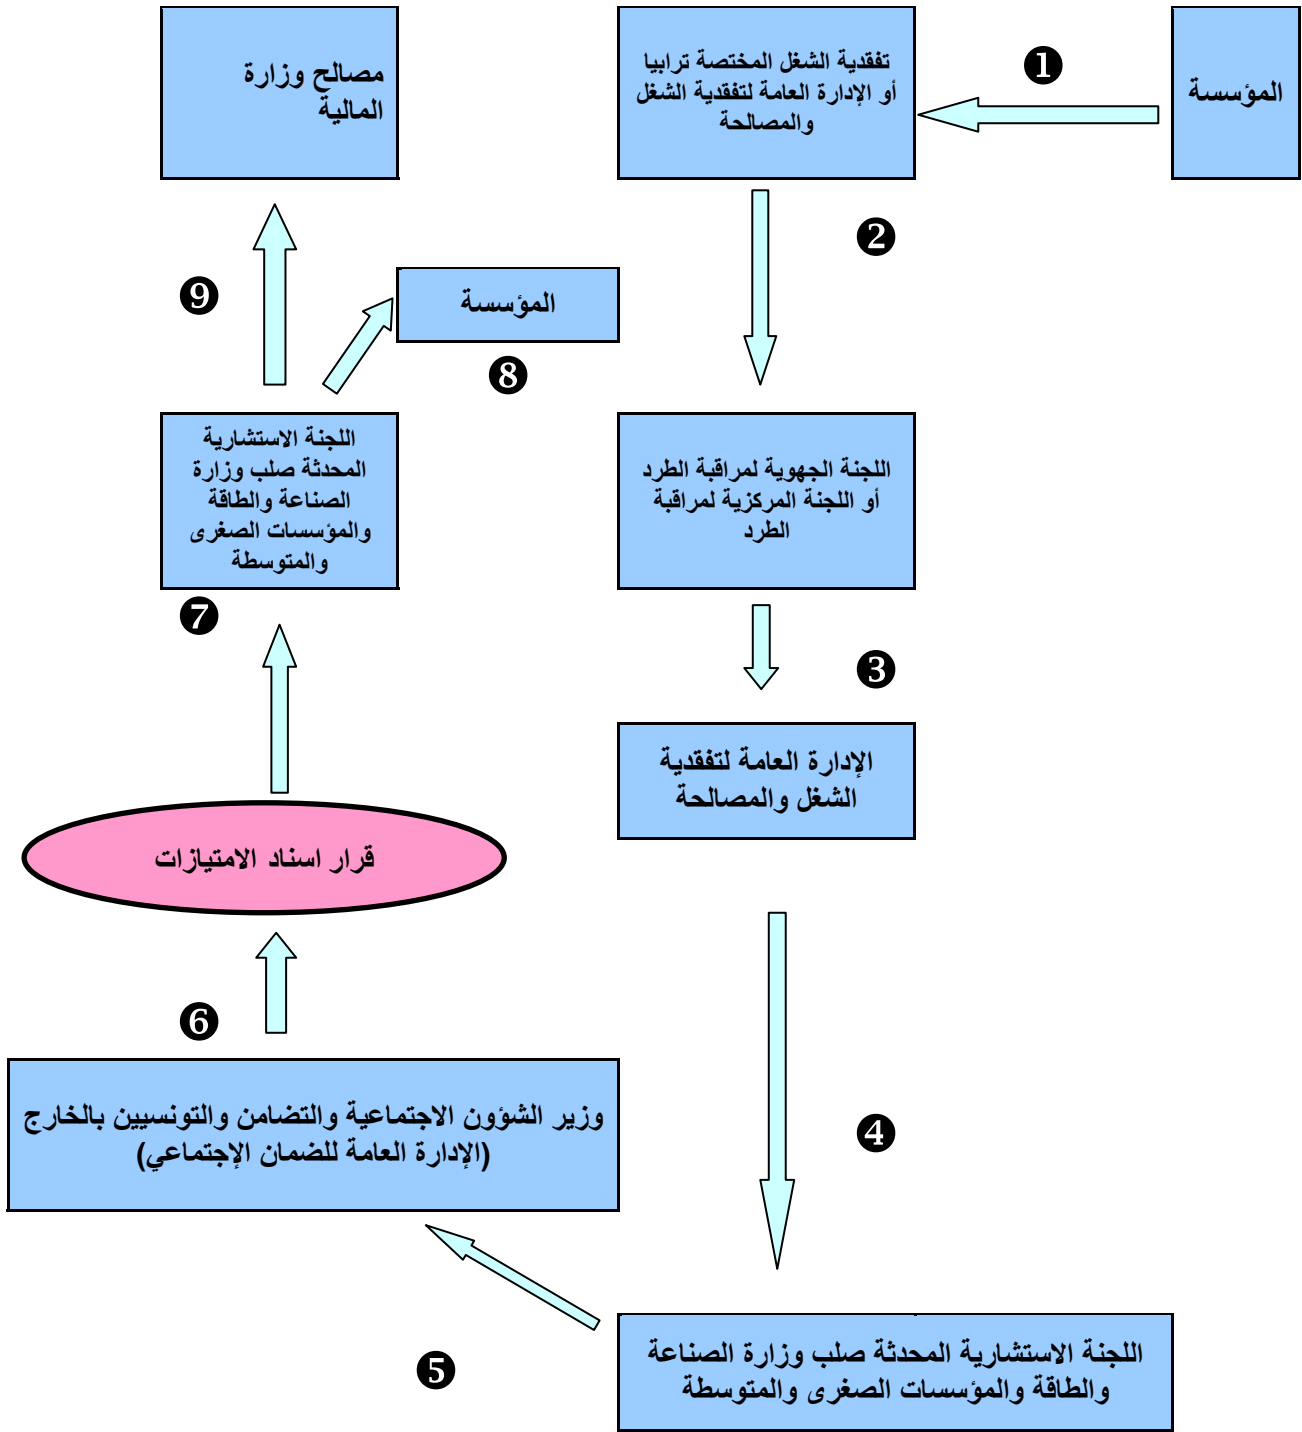 المؤسسة
❶
تفقدية الشغل المختصة ترابيا
أو الإدارة العامة لتفقدية الشغل
والمصالحة
❷
اللجنة الجهوية لمراقبة الطرد
أو اللجنة المركزية لمراقبة
الطرد
❸
الإدارة العامة لتفقدية
الشغل والمصالحة
❹
اللجنة الاستشارية المحدثة صلب وزارة الصناعة
والطاقة والمؤسسات الصغرى والمتوسطة
❺
وزير الشؤون الاجتماعية والتضامن والتونسيين بالخارج
(الإدارة العامة للضمان الإجتماعي)
❻
قرار اسناد الامتيازات
❼
اللجنة الاستشارية
المحدثة صلب وزارة
الصناعة والطاقة
والمؤسسات الصغرى
والمتوسطة
❽
المؤسسة
❾
مصالح وزارة
المالية